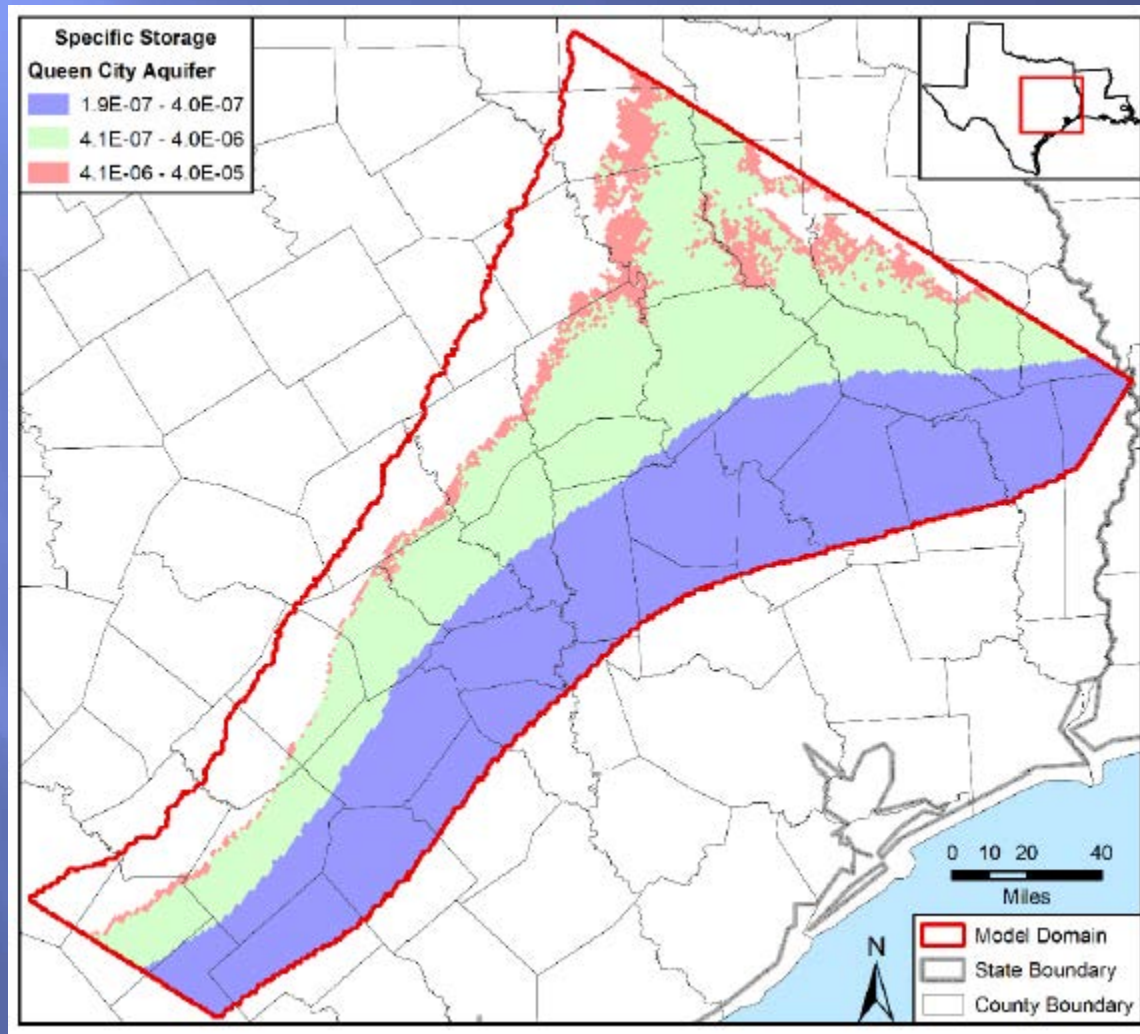 Specific Storage
Queen City Aquifer
1.9E-07 - 4.0E-07
4.1E-07 - 4.0E-06
4.1E-06 - 4.0E-05
0 10 20 40
Miles
N
Model Domain
State Boundary
County Boundary